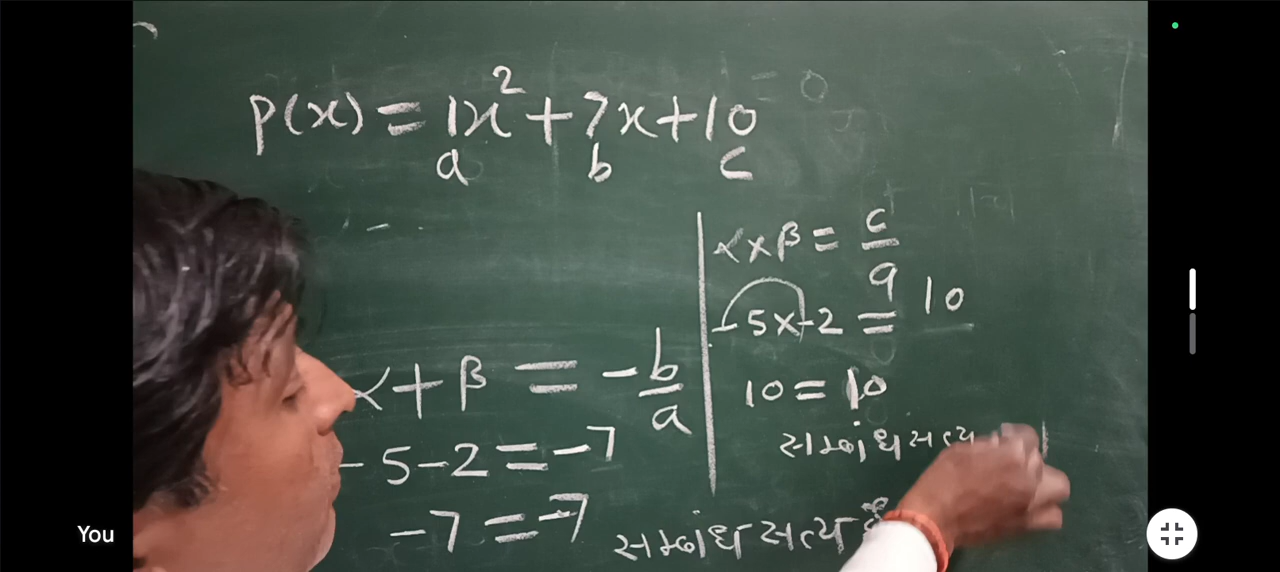 P(x) = 1x² + 7x + 10
a b c
α + β = -b/a
- 5 - 2 = -7
-7 = -7
સમ્બંધ સત્ય છે
α x β = c/a
- 5 x - 2 = 10
10 = 10
સમ્બંધ સત્ય
You